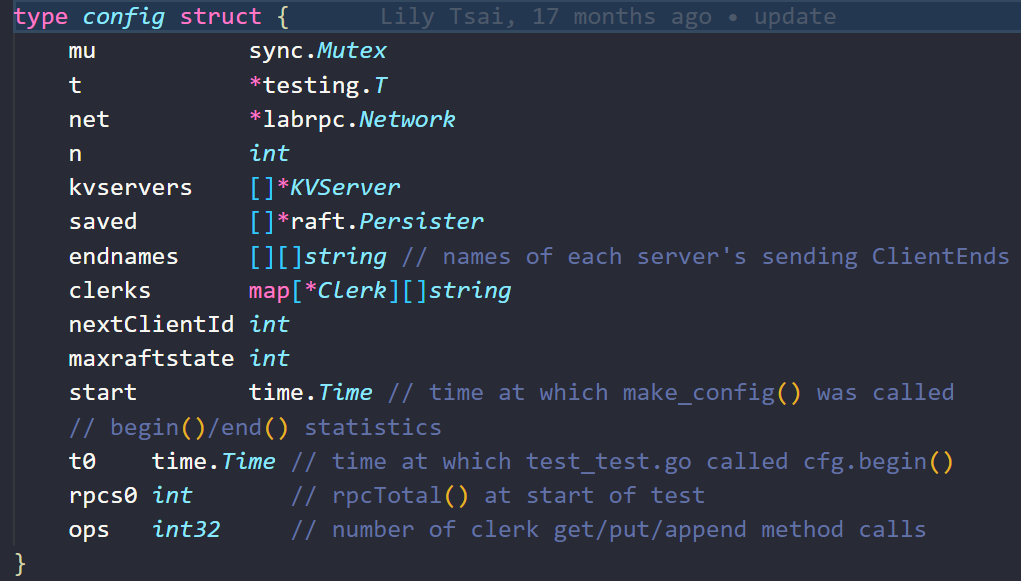 type config struct {        Lily Tsai, 17 months ago • update
    mu           sync.Mutex
    t            *testing.T
    net          *labrpc.Network
    n            int
    kvservers    []*KVServer
    saved        []*raft.Persister
    endnames     [][]string // names of each server's sending ClientEnds
    clerks       map[*Clerk][]string
    nextClientId int
    maxraftstate int
    start        time.Time // time at which make_config() was called
    // begin()/end() statistics
    t0    time.Time // time at which test_test.go called cfg.begin()
    rpcs0 int       // rpcTotal() at start of test
    ops   int32     // number of clerk get/put/append method calls
}